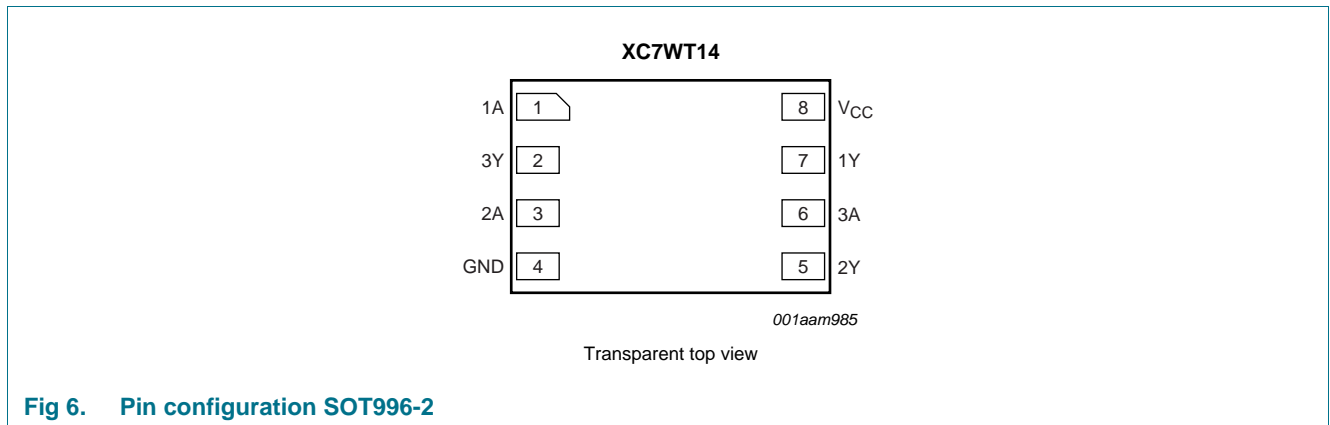 XC7WT14
1A 1 8 VCC
3Y 2 7 1Y
2A 3 6 3A
GND 4 5 2Y
001aam985
Transparent top view
Fig 6. Pin configuration SOT996-2